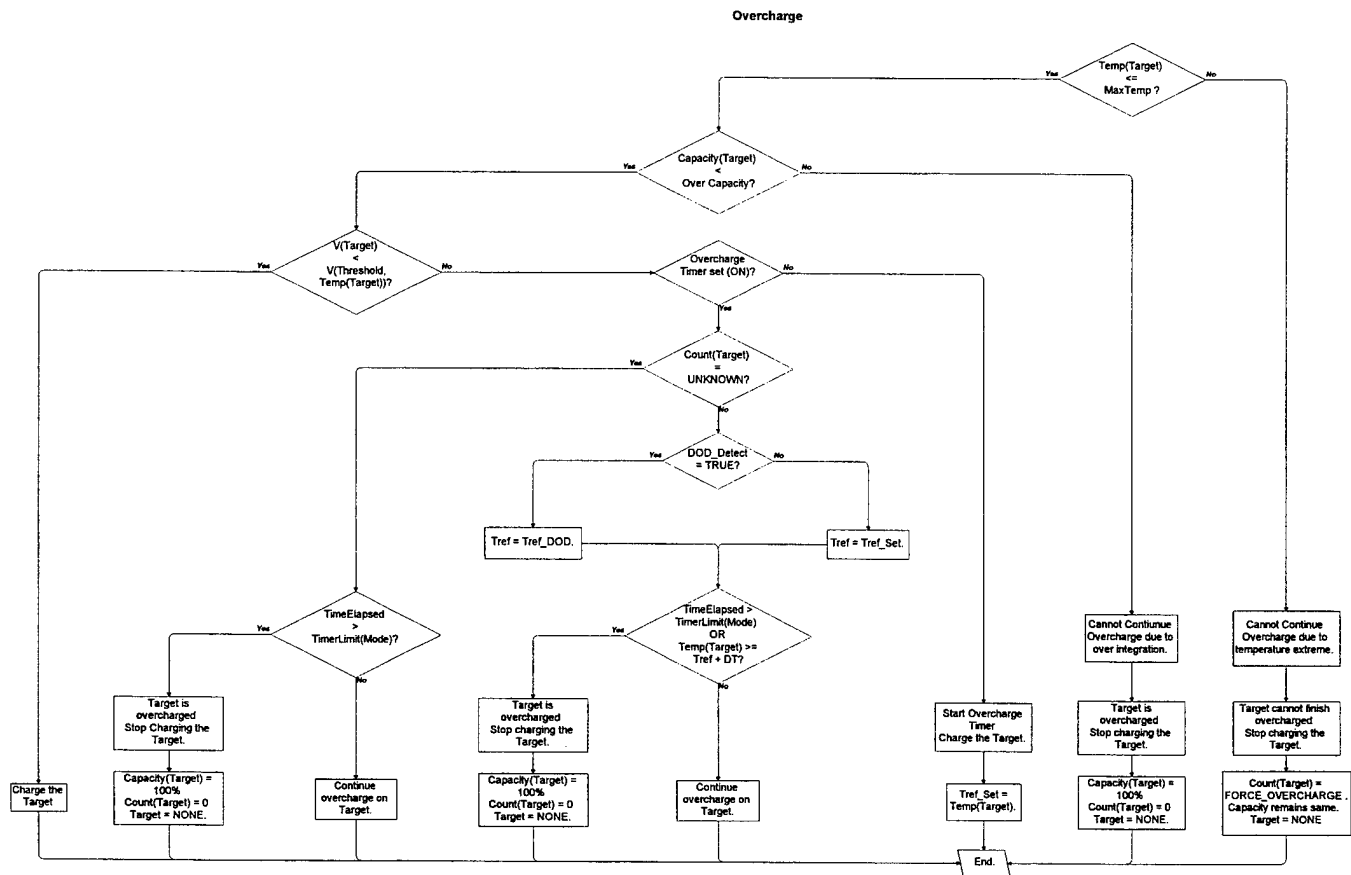 Overcharge
Temp(Target)
<=
MaxTemp ?
Yes
No
Capacity(Target)
<
Over Capacity?
Yes
No
V(Target)
<
V(Threshold,
Temp(Target))?
Yes
No
Overcharge
Timer set (ON)?
No
Yes
Count(Target)
=
UNKNOWN?
Yes
No
DOD_Detect
= TRUE?
Yes
No
Tref = Tref_DOD.
Tref = Tref_Set.
TimeElapsed
>
TimerLimit(Mode)?
Yes
No
TimeElapsed >
TimerLimit(Mode)
OR
Temp(Target) >=
Tref + DT?
Yes
No
Cannot Contiunue
Overcharge due to
over integration.
Cannot Continue
Overcharge due to
temperature extreme.
Target is
overcharged
Stop Charging the
Target.
Target is
overcharged
Stop charging the
Target.
Start Overcharge
Timer
Charge the Target.
Target is
overcharged
Stop charging the
Target.
Target cannot finish
overcharged
Stop charging the
Target.
Charge the
Target
Capacity(Target) =
100%
Count(Target) = 0
Target = NONE.
Continue
overcharge on
Target.
Capacity(Target) =
100%
Count(Target) = 0
Target = NONE.
Continue
overcharge on
Target.
Tref_Set =
Temp(Target).
Capacity(Target) =
100%
Count(Target) = 0
Target = NONE.
Count(Target) =
FORCE_OVERCHARGE .
Capacity remains same.
Target = NONE
End.